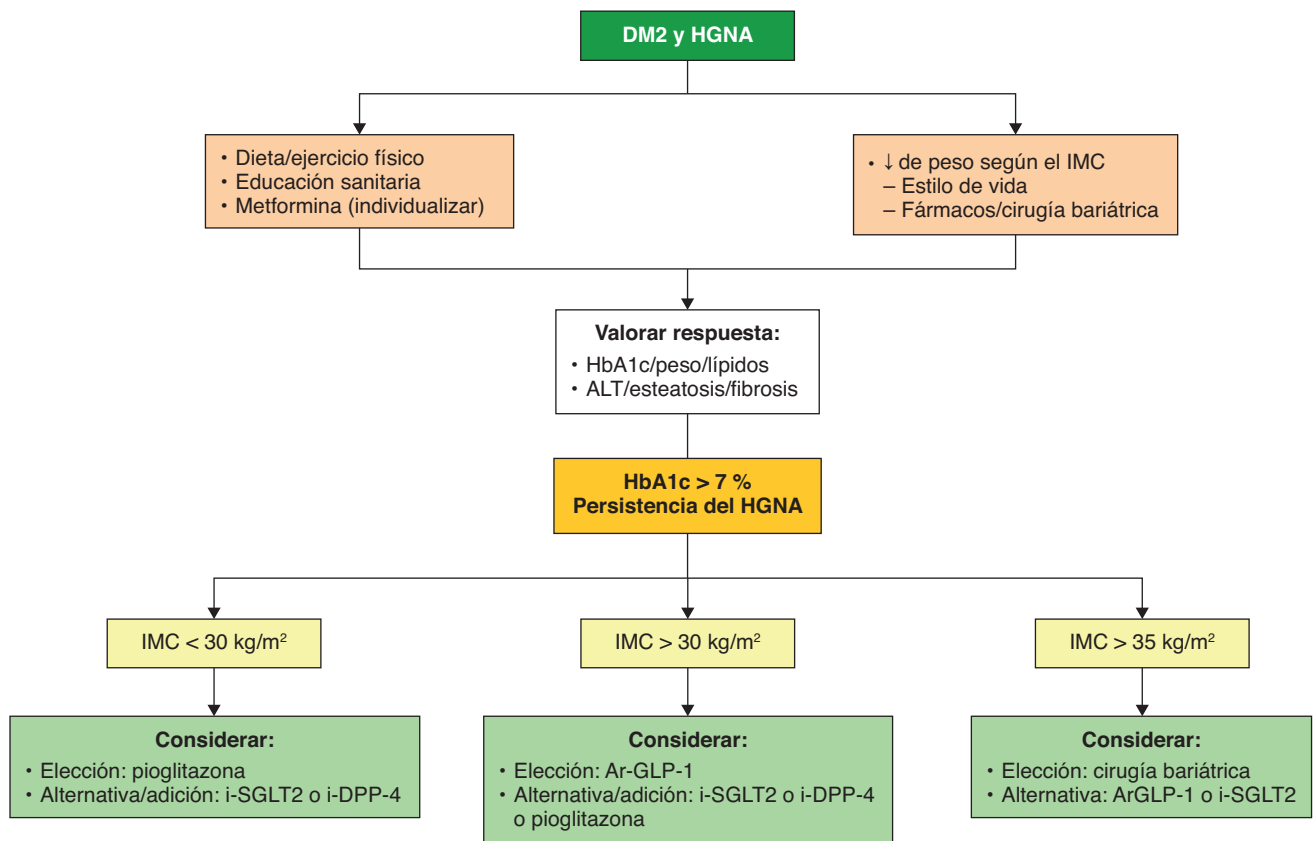 DM2 y HGNA
• Dieta/ejercicio físico
• Educación sanitaria
• Metformina (individualizar)
• ↓ de peso según el IMC
– Estilo de vida
– Fármacos/cirugía bariátrica
Valorar respuesta:
• HbA1c/peso/lípidos
• ALT/esteatosis/fibrosis
HbA1c > 7 %
Persistencia del HGNA
IMC < 30 kg/m²
IMC > 30 kg/m²
IMC > 35 kg/m²
Considerar:
• Elección: pioglitazona
• Alternativa/adición: i-SGLT2 o i-DPP-4
Considerar:
• Elección: Ar-GLP-1
• Alternativa/adición: i-SGLT2 o i-DPP-4
o pioglitazona
Considerar:
• Elección: cirugía bariátrica
• Alternativa: ArGLP-1 o i-SGLT2